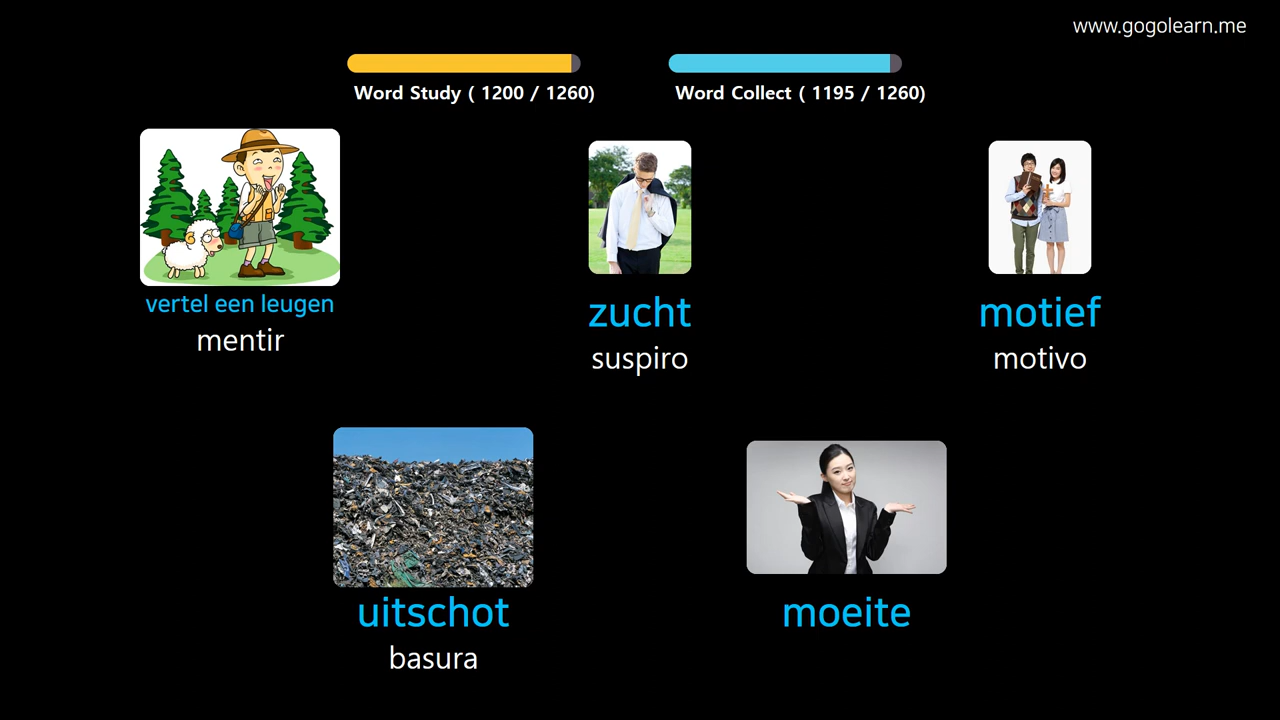 www.gogolearn.me
Word Study ( 1200 / 1260)
Word Collect ( 1195 / 1260)
vertel een leugen
mentir
zucht
suspiro
motief
motivo
uitschot
basura
moeite